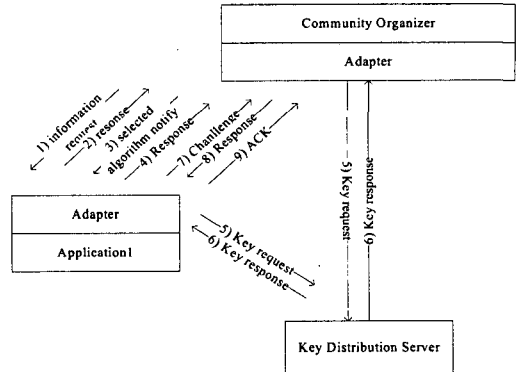 Community Organizer
Adapter
1) information
request
2) resonse
3) selected
algorithm notify
4) Response
7) Chanllenge
8) Response
9) ACK
5) Key request
6) Key response
Adapter
Application1
5) Key request
6) Key response
Key Distribution Server